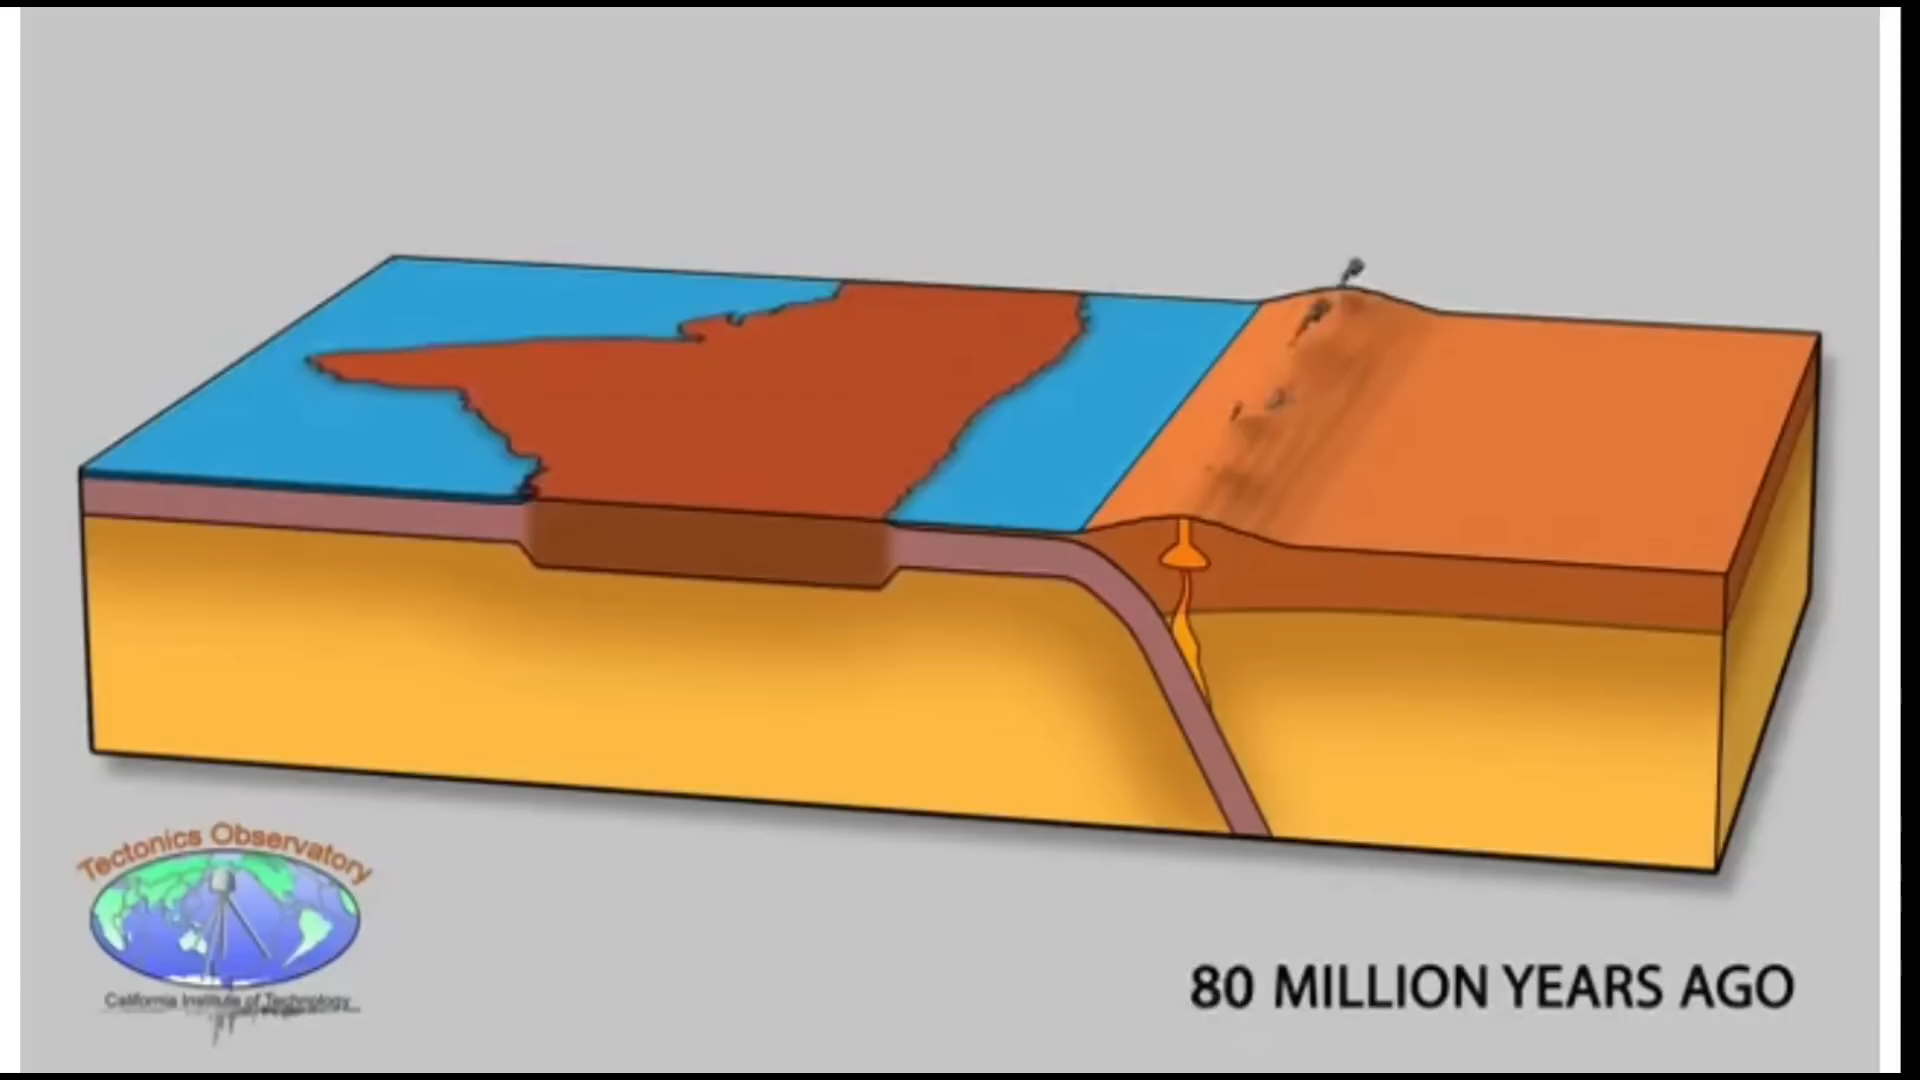 Tectonics Observatory
California Institute of Technology
80 MILLION YEARS AGO